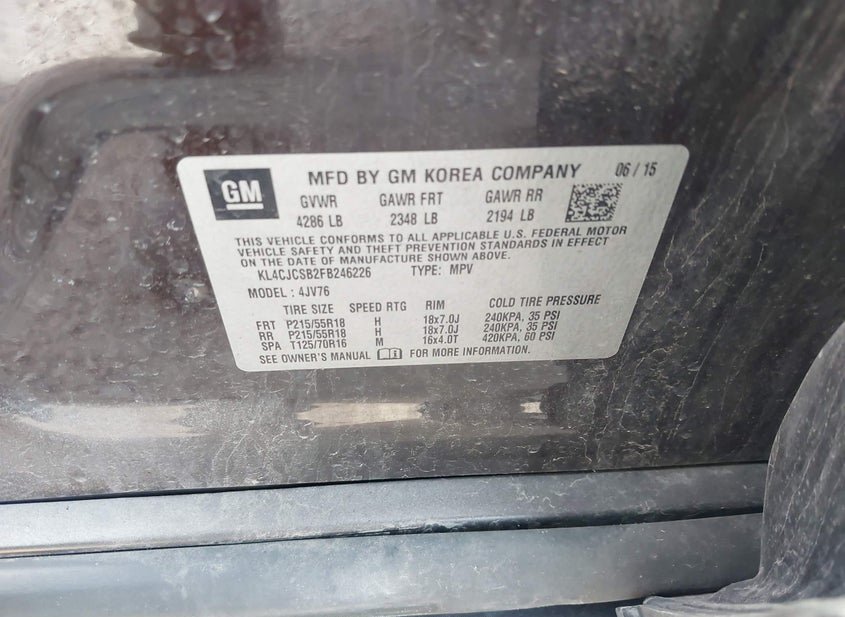 GM MFD BY GM KOREA COMPANY 06 / 15
GVWR GAWR FRT GAWR RR
4286 LB 2348 LB 2194 LB
THIS VEHICLE CONFORMS TO ALL APPLICABLE U.S. FEDERAL MOTOR
VEHICLE SAFETY AND THEFT PREVENTION STANDARDS IN EFFECT
ON THE DATE OF MANUFACTURE SHOWN ABOVE.
KL4CJCSB2FB246226 TYPE: MPV
MODEL : 4JV76
TIRE SIZE SPEED RTG RIM COLD TIRE PRESSURE
FRT P215/55R18 H 18x7.0J 240KPA, 35 PSI
RR P215/55R18 H 18x7.0J 240KPA, 35 PSI
SPA T125/70R16 M 16x4.0T 420KPA, 60 PSI
SEE OWNER'S MANUAL FOR MORE INFORMATION.